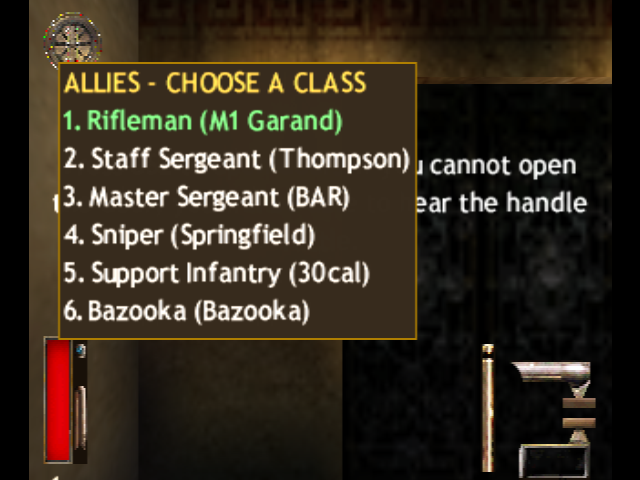 ALLIES - CHOOSE A CLASS
1. Rifleman (M1 Garand)
2. Staff Sergeant (Thompson)
cannot open
3. Master Sergeant (BAR)
the handle
4. Sniper (Springfield)
5. Support Infantry (30cal)
6. Bazooka (Bazooka)